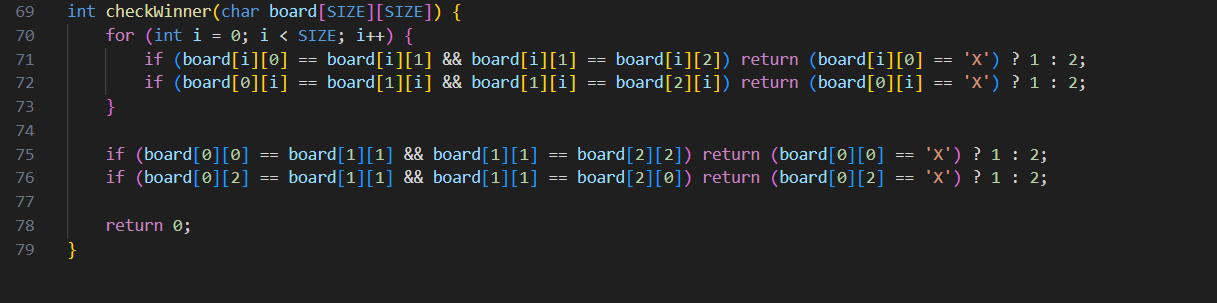 69 int checkWinner(char board[SIZE][SIZE]) {
70     for (int i = 0; i < SIZE; i++) {
71         if (board[i][0] == board[i][1] && board[i][1] == board[i][2]) return (board[i][0] == 'X') ? 1 : 2;
72         if (board[0][i] == board[1][i] && board[1][i] == board[2][i]) return (board[0][i] == 'X') ? 1 : 2;
73     }
74
75     if (board[0][0] == board[1][1] && board[1][1] == board[2][2]) return (board[0][0] == 'X') ? 1 : 2;
76     if (board[0][2] == board[1][1] && board[1][1] == board[2][0]) return (board[0][2] == 'X') ? 1 : 2;
77
78     return 0;
79 }